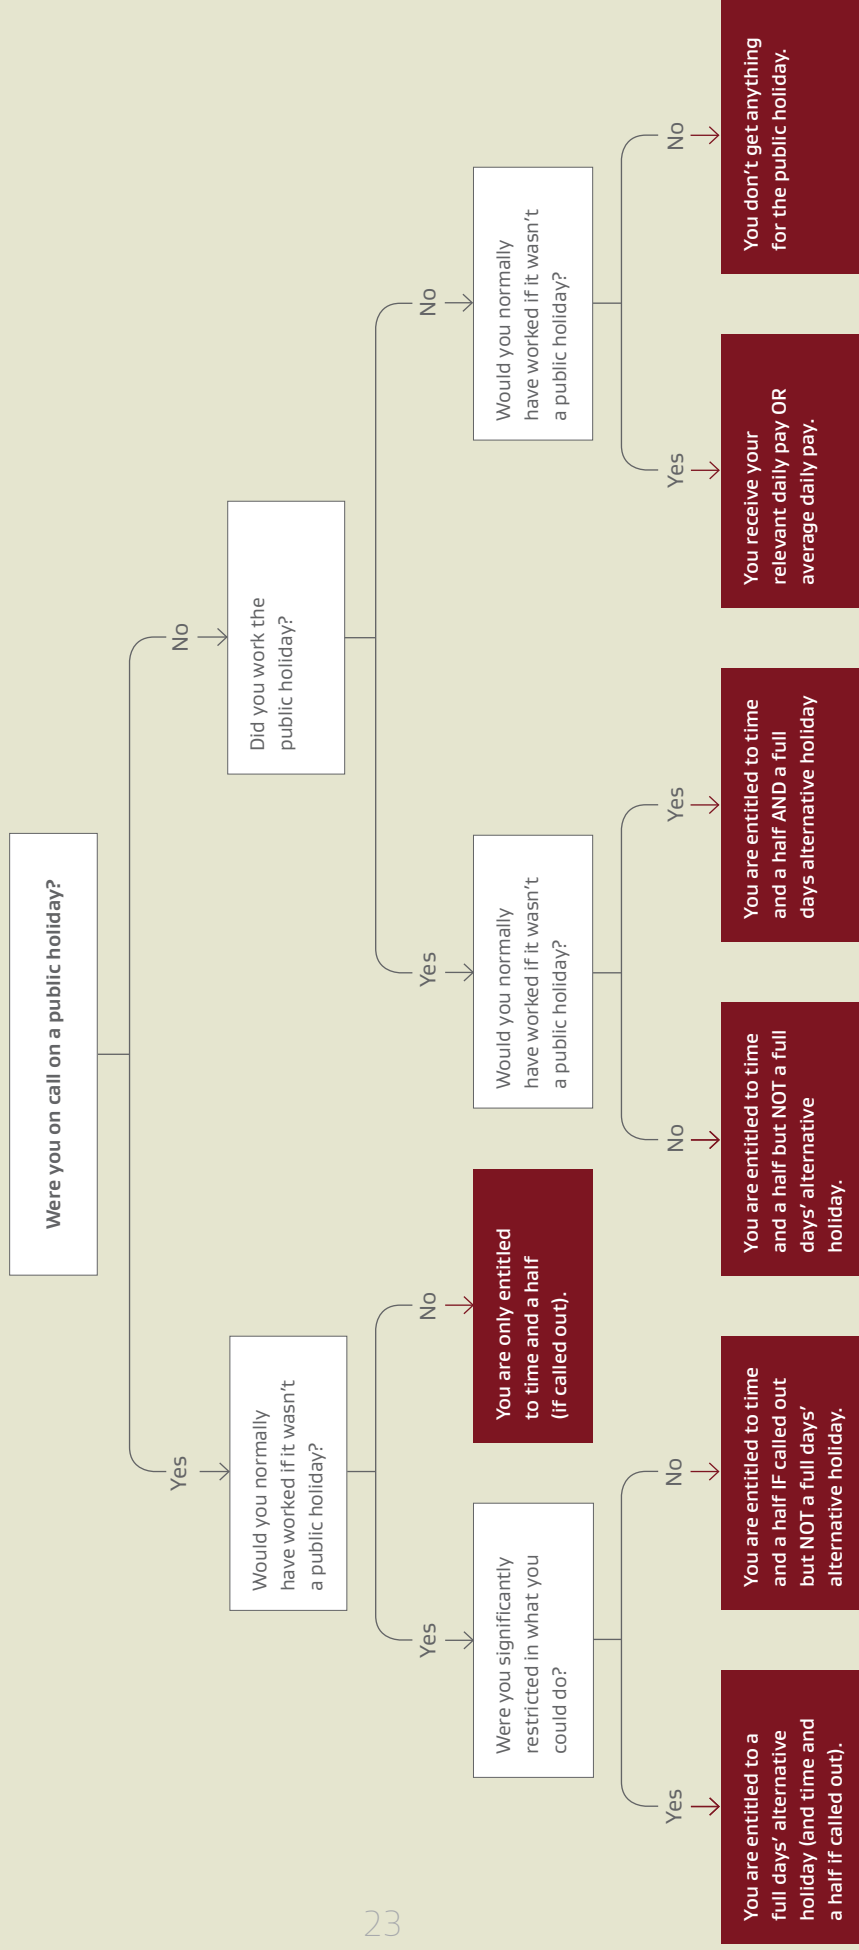 Were you on call on a public holiday?
Yes
No
Would you normally
have worked if it wasn’t
a public holiday?
Did you work the
public holiday?
Yes
No
Yes
No
Were you significantly
restricted in what you
could do?
You are only entitled
to time and a half
(if called out).
Would you normally
have worked if it wasn’t
a public holiday?
Would you normally
have worked if it wasn’t
a public holiday?
Yes
No
No
Yes
Yes
No
You are entitled to a
full days’ alternative
holiday (and time and
a half if called out).
You are entitled to time
and a half IF called out
but NOT a full days’
alternative holiday.
You are entitled to time
and a half but NOT a full
days’ alternative
holiday.
You are entitled to time
and a half AND a full
days alternative holiday
You receive your
relevant daily pay OR
average daily pay.
You don’t get anything
for the public holiday.
23